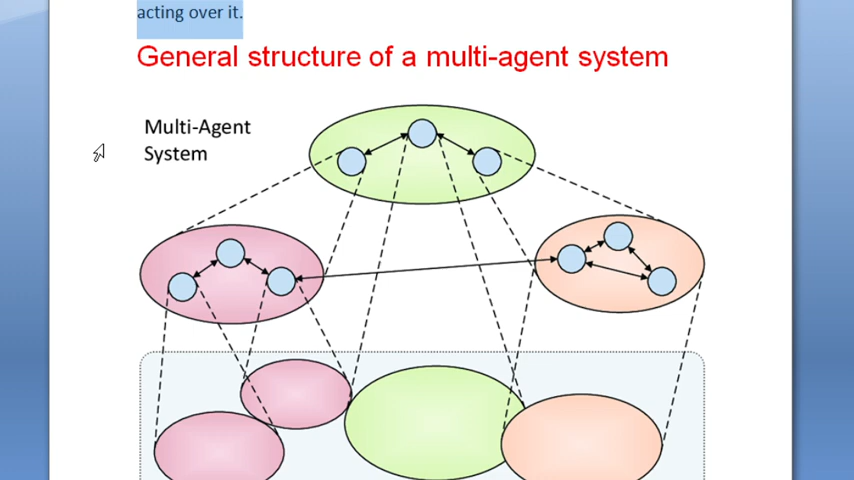 acting over it.
General structure of a multi-agent system
Multi-Agent
System